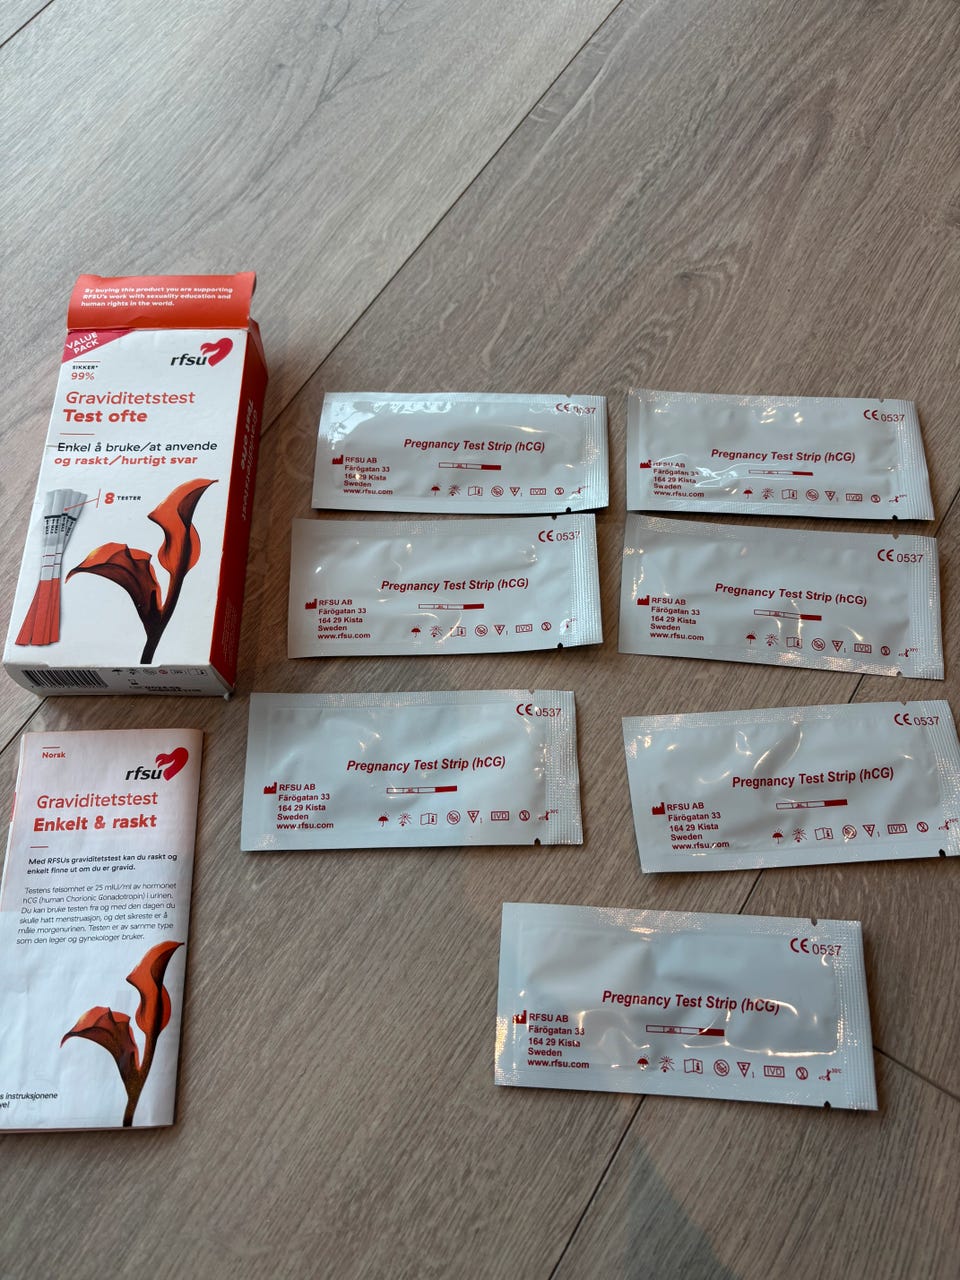 By buying this product you are supporting
RFSU's work with sexuality education and
human rights in the world.
VALUE
PACK
rfsu
SIKKER*
99%
Graviditetstest
Test ofte
Enkel å bruke/at anvende
og raskt/hurtigt svar
8 TESTER
Graviditetstest
Test ofte
Norsk
rfsu
Graviditetstest
Enkelt & raskt
Med RFSUs graviditetstest kan du raskt og
enkelt finne ut om du er gravid.
Testens følsomhet er 25 mIU/ml av hormonet
hCG (human Chorionic Gonadotropin) i urinen.
Du kan bruke testen fra og med den dagen du
skulle hatt menstruasjon, og det sikreste er å
måle morgenurinen. Testen er av samme type
som den leger og gynekologer bruker.
s instruksjonene
ye!
CE 0537
Pregnancy Test Strip (hCG)
RFSU AB
Färögatan 33
164 29 Kista
Sweden
www.rfsu.com
IVD
CE 0537
Pregnancy Test Strip (hCG)
RFSU AB
Färögatan 33
164 29 Kista
Sweden
www.rfsu.com
IVD
CE 0537
Pregnancy Test Strip (hCG)
RFSU AB
Färögatan 33
164 29 Kista
Sweden
www.rfsu.com
IVD
CE 0537
Pregnancy Test Strip (hCG)
RFSU AB
Färögatan 33
164 29 Kista
Sweden
www.rfsu.com
IVD
CE 0537
Pregnancy Test Strip (hCG)
RFSU AB
Färögatan 33
164 29 Kista
Sweden
www.rfsu.com
IVD
CE 0537
Pregnancy Test Strip (hCG)
RFSU AB
Färögatan 33
164 29 Kista
Sweden
www.rfsu.com
IVD
CE 0537
Pregnancy Test Strip (hCG)
RFSU AB
Färögatan 33
164 29 Kista
Sweden
www.rfsu.com
IVD